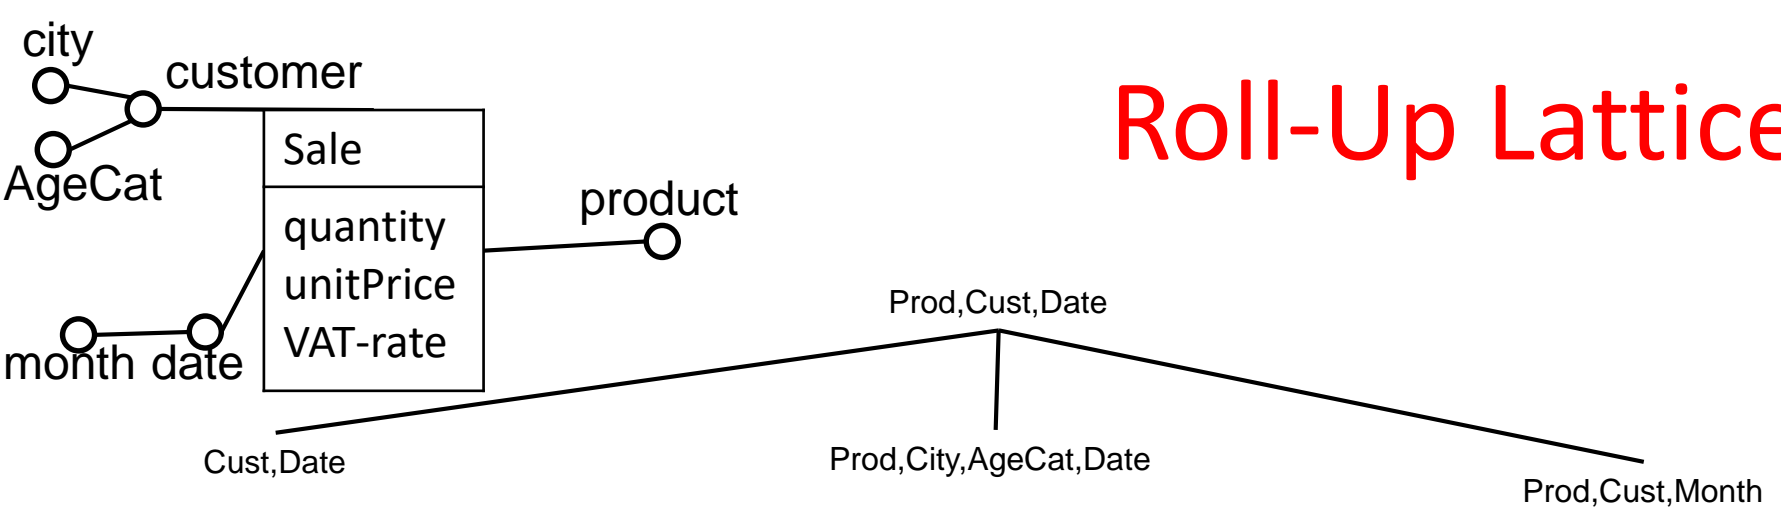 city
customer
Roll-Up Lattice
Sale
AgeCat
product
quantity
unitPrice
Prod,Cust,Date
VAT-rate
month date
Cust,Date
Prod,City,AgeCat,Date
Prod,Cust,Month